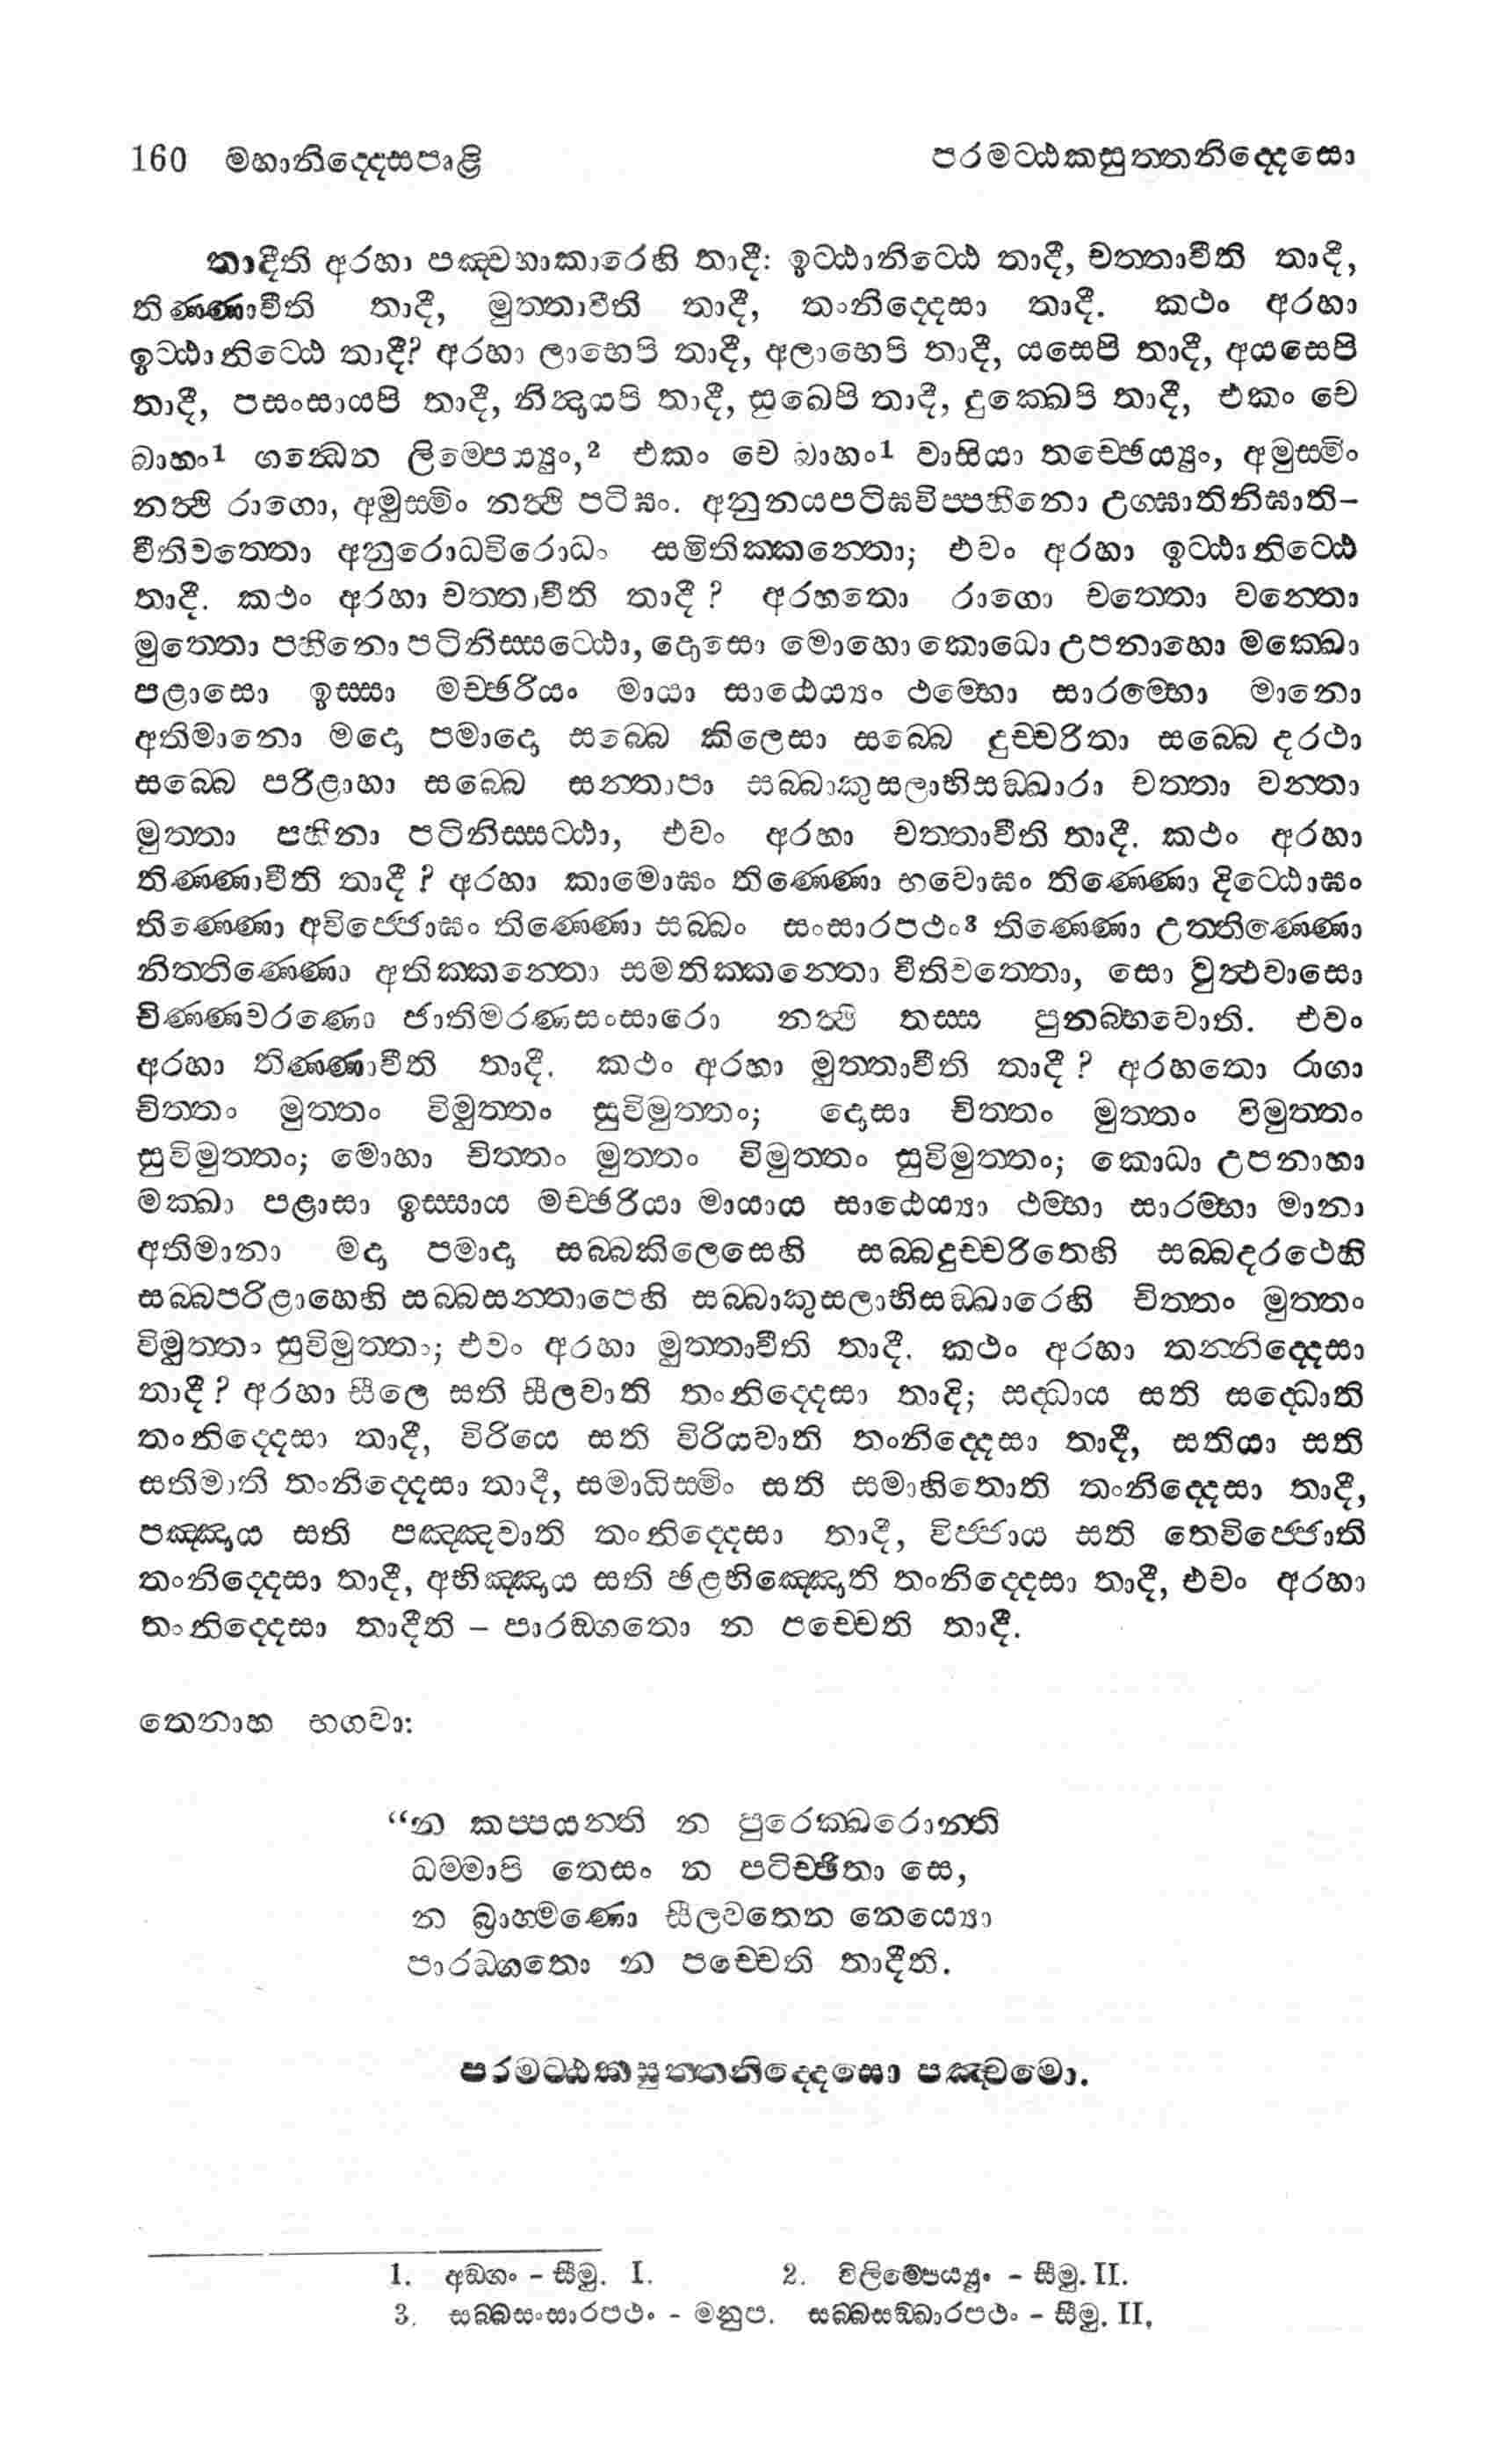 160 මහානිද්දෙසපාළි පරමට්ඨකසුත්තනිද්දෙසො
තාදීති අරහා පඤ්චහාකාරෙහි තාදී: ඉට්ඨානිට්ඨෙ තාදී, චත්තාවීති තාදී,
තිණ්ණාවීති තාදී, මුත්තාවීති තාදී, තංනිද්දෙසා තාදී. කථං අරහා
ඉට්ඨානිට්ඨෙ තාදී? අරහා ලාභෙපි තාදී, අලාභෙපි තාදී, යසෙපි තාදී, අයසෙපි
තාදී, පසංසායපි තාදී, නින්දායපි තාදී, සුඛෙපි තාදී, දුක්ඛෙපි තාදී, එකං චෙ
බාහං¹ ගන්ධෙන ලිම්පෙය්‍යුං,² එකං චෙ බාහං¹ වාසියා තච්ඡෙය්‍යුං, අමුස්මිං
නත්‍ථි රාගො, අමුස්මිං නත්‍ථි පටිඝං. අනුනයපටිඝවිප්පහීනො උග්ඝාතිනිඝාති-
වීතිවත්තො අනුරොධවිරොධං සමතික්කන්තො; එවං අරහා ඉට්ඨානිට්ඨෙ
තාදී. කථං අරහා චත්තාවීති තාදී? අරහතො රාගො චත්තො වන්තො
මුත්තො පහීනො පටිනිස්සට්ඨො, දොසො මොහො කොධො උපනාහො මක්ඛො
පළාසො ඉස්සා මච්ඡරියං මායා සාඨෙය්‍යං ථම්භො සාරම්භො මානො
අතිමානො මදො පමාදො සබ්බෙ කිලෙසා සබ්බෙ දුච්චරිතා සබ්බෙ දරථා
සබ්බෙ පරිළාහා සබ්බෙ සන්තාපා සබ්බාකුසලාභිසඞ්ඛාරා චත්තා වන්තා
මුත්තා පහීනා පටිනිස්සට්ඨා, එවං අරහා චත්තාවීති තාදී. කථං අරහා
තිණ්ණාවීති තාදී? අරහා කාමොඝං තිණ්ණො භවොඝං තිණ්ණො දිට්ඨොඝං
තිණ්ණො අවිජ්ජොඝං තිණ්ණො සබ්බං සංසාරපථං³ තිණ්ණො උත්තිණ්ණො
නිත්තිණ්ණො අතික්කන්තො සමතික්කන්තො වීතිවත්තො, සො වුත්‍ථවාසො
චිණ්ණචරණො ජාතිමරණසංසාරො නත්‍ථි තස්ස පුනබ්භවොති. එවං
අරහා තිණ්ණාවීති තාදී. කථං අරහා මුත්තාවීති තාදී? අරහතො රාගා
චිත්තං මුත්තං විමුත්තං සුවිමුත්තං; දොසා චිත්තං මුත්තං විමුත්තං
සුවිමුත්තං; මොහා චිත්තං මුත්තං විමුත්තං සුවිමුත්තං; කොධා උපනාහා
මක්ඛා පළාසා ඉස්සාය මච්ඡරියා මායාය සාඨෙය්‍යා ථම්භා සාරම්භා මානා
අතිමානා මදා පමාදා සබ්බකිලෙසෙහි සබ්බදුච්චරිතෙහි සබ්බදරථෙහි
සබ්බපරිළාහෙහි සබ්බසන්තාපෙහි සබ්බාකුසලාභිසඞ්ඛාරෙහි චිත්තං මුත්තං
විමුත්තං සුවිමුත්තං; එවං අරහා මුත්තාවීති තාදී. කථං අරහා තන්නිද්දෙසා
තාදී? අරහා සීලෙ සති සීලවාති තංනිද්දෙසා තාදි; සද්ධාය සති සද්ධොති
තංනිද්දෙසා තාදී, විරියෙ සති විරියවාති තංනිද්දෙසා තාදී, සතියා සති
සතිමාති තංනිද්දෙසා තාදී, සමාධිස්මිං සති සමාහිතොති තංනිද්දෙසා තාදී,
පඤ්ඤාය සති පඤ්ඤවාති තංනිද්දෙසා තාදී, විජ්ජාය සති තෙවිජ්ජොති
තංනිද්දෙසා තාදී, අභිඤ්ඤාය සති ඡළභිඤ්ඤොති තංනිද්දෙසා තාදී, එවං අරහා
තංනිද්දෙසා තාදීති – පාරඞ්ගතො න පච්චෙති තාදී.
තෙනාහ භගවා:
“න කප්පයන්ති න පුරෙක්ඛරොන්ති
ධම්මාපි තෙසං න පටිච්ඡිතා සෙ,
න බ්‍රාහ්මණො සීලවතෙන නෙය්‍යො
පාරඞ්ගතො න පච්චෙති තාදීති.
පරමට්ඨකසුත්තනිද්දෙසො පඤ්චමො.
1. අඞ්ගං – සීමු. I. 2. විලිම්පෙය්‍යුං – සීමු. II.
3. සබ්බසංසාරපථං - මනුප. සබ්බසඞ්ඛාරපථං – සීමු. II,